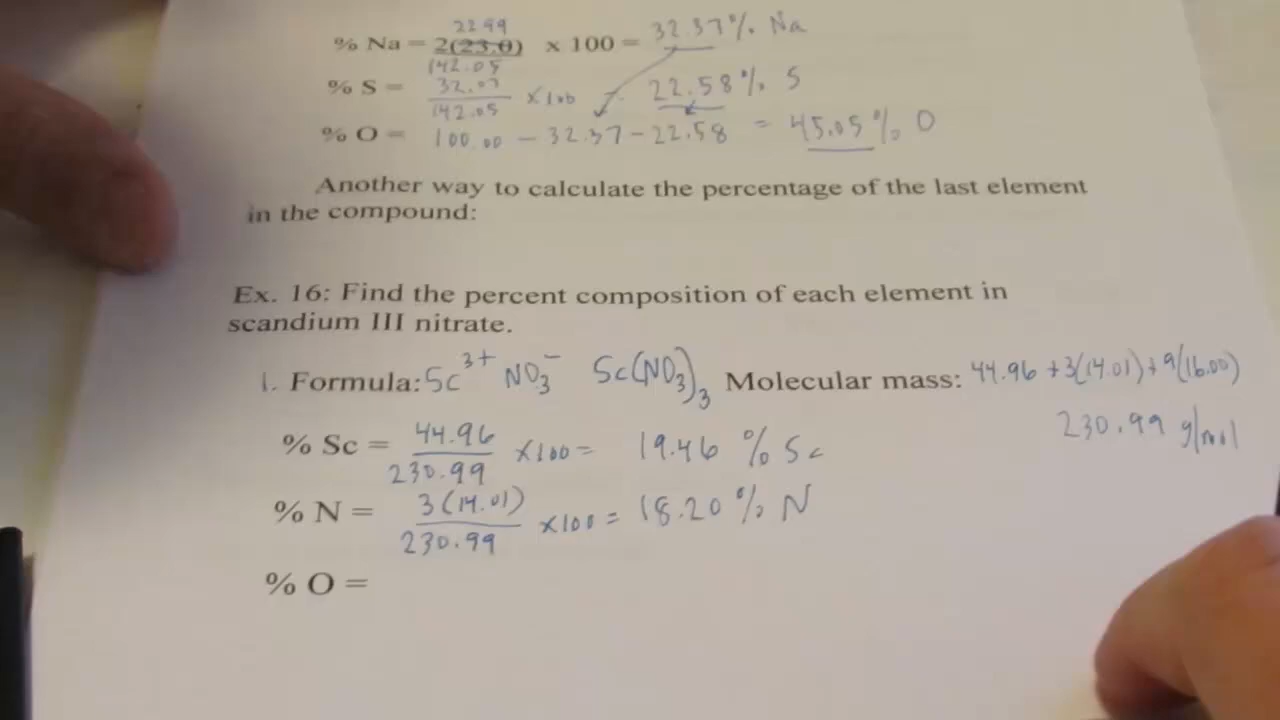 % Na = 2(23.0) 22.99 x 100 = 32.37% Na
142.05
% S = 32.07 x100 22.58% S
142.05
% O = 100.00 - 32.37 - 22.58 = 45.05% O
Another way to calculate the percentage of the last element
in the compound:
Ex. 16: Find the percent composition of each element in
scandium III nitrate.
1. Formula: Sc³⁺ NO₃⁻ Sc(NO₃)₃ Molecular mass: 44.96 + 3(14.01) + 9(16.00)
230.99 g/mol
% Sc = 44.96 x100 = 19.46 % Sc
230.99
% N = 3(14.01) x100 = 18.20 % N
230.99
% O =